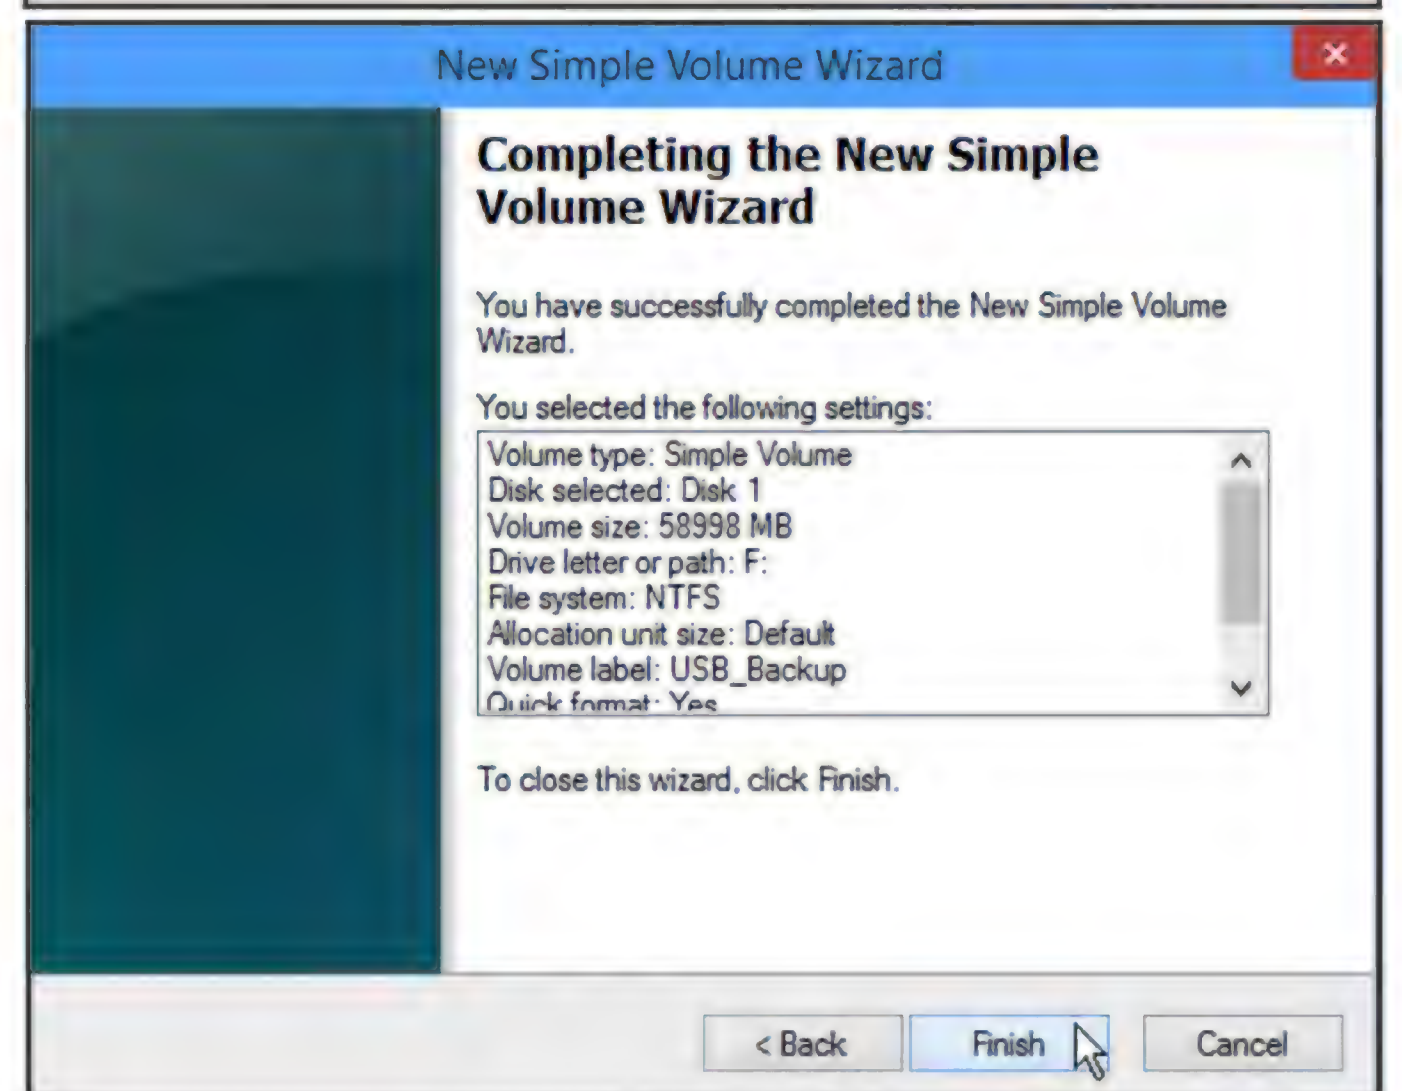 New Simple Volume Wizard
Completing the New Simple
Volume Wizard
You have successfully completed the New Simple Volume
Wizard.
You selected the following settings:
Volume type: Simple Volume
Disk selected: Disk 1
Volume size: 58998 MB
Drive letter or path: F:
File system: NTFS
Allocation unit size: Default
Volume label: USB_Backup
Quick format: Yes
To close this wizard, click Finish.
< Back
Finish
Cancel